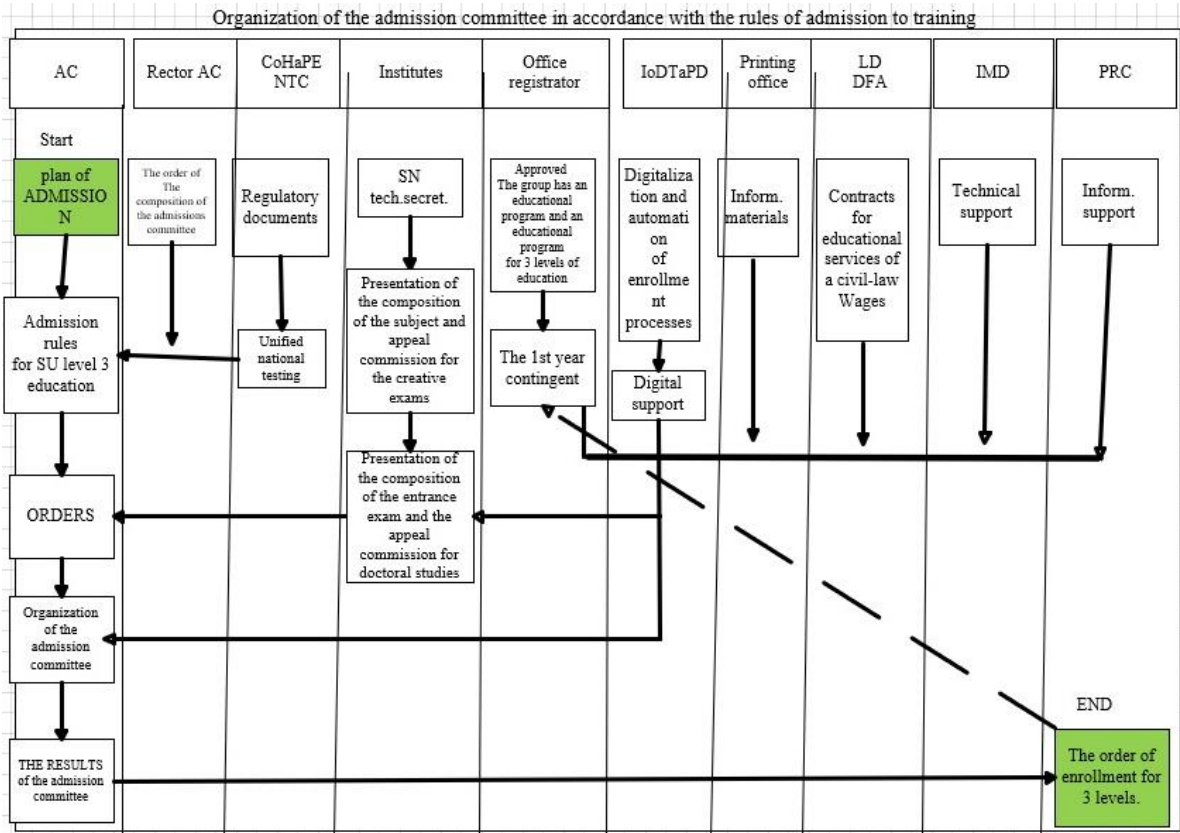 Organization of the admission committee in accordance with the rules of admission to training
AC
Rector AC
CoHaPE
NTC
Institutes
Office
registrator
IoDTaPD
Printing
office
LD
DFA
IMD
PRC
Start
plan of
ADMISSIO
N
The order of
The
composition of
the admissions
committee
Regulatory
documents
SN
tech.secret.
Approved
The group has an
educational
program and an
educational
program
for 3 levels of
education
Digitaliza
tion and
automati
on
of
enrollme
nt
processes
Inform.
materials
Contracts
for
educational
services of
a civil-law
Wages
Technical
support
Inform.
support
Admission
rules
for SU level 3
education
Unified
national
testing
Presentation of
the composition
of the subject and
appeal
commission for
the creative
exams
The 1st year
contingent
Digital
support
ORDERS
Presentation of
the composition
of the entrance
exam and the
appeal
commission for
doctoral studies
Organization
of the
admission
committee
THE RESULTS
of the admission
committee
END
The order of
enrollment for
3 levels.